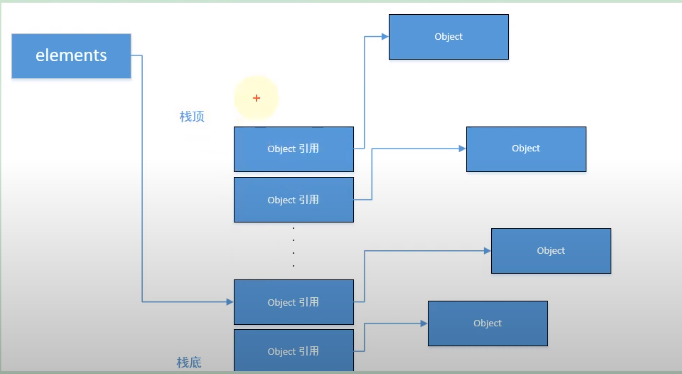 elements
Object
栈顶
Object 引用
Object
Object 引用
Object
Object 引用
Object
Object 引用
栈底